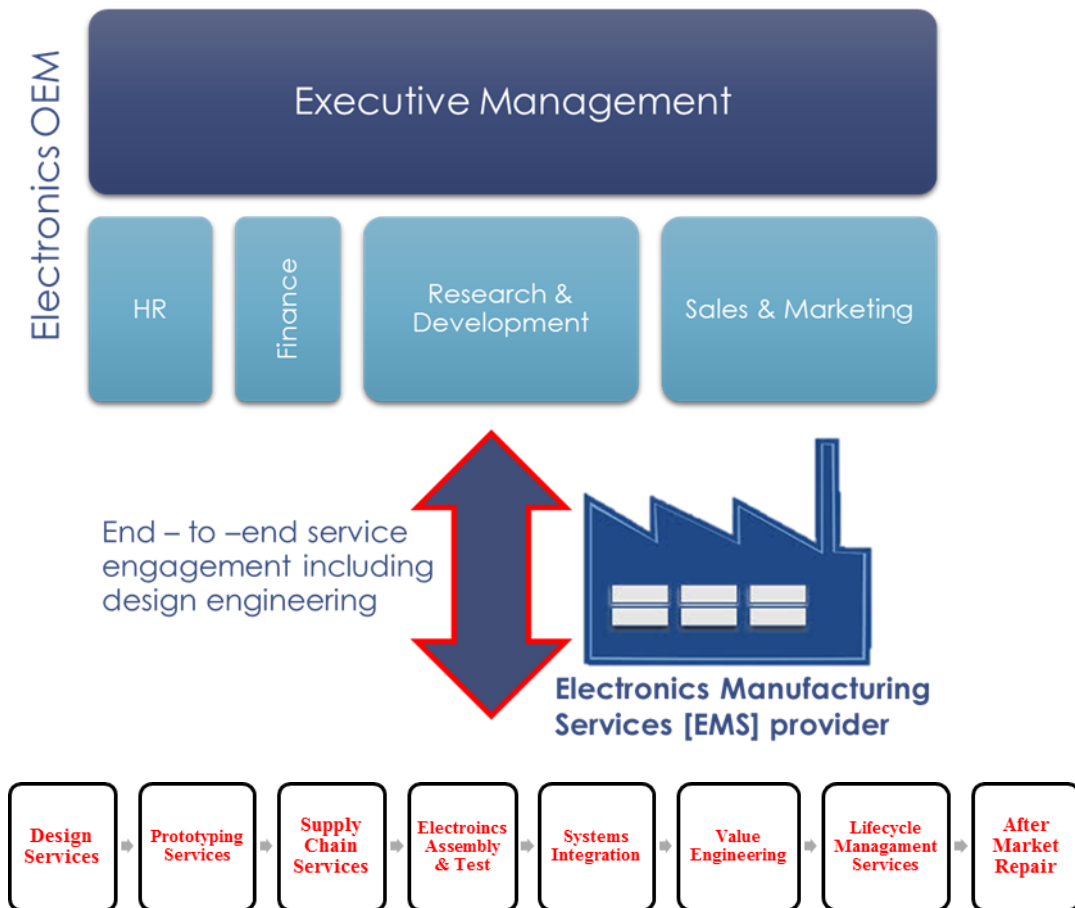 Electronics OEM
Executive Management
HR
Finance
Research &
Development
Sales & Marketing
End – to –end service
engagement including
design engineering
Electronics Manufacturing
Services [EMS] provider
Design
Services
Prototyping
Services
Supply
Chain
Services
Electroincs
Assembly
& Test
Systems
Integration
Value
Engineering
Lifecycle
Managament
Services
After
Market
Repair